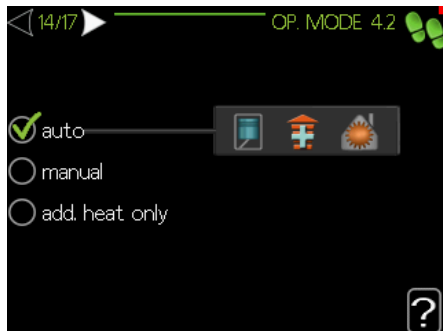 14/17 OP. MODE 4.2
auto
manual
add. heat only
?